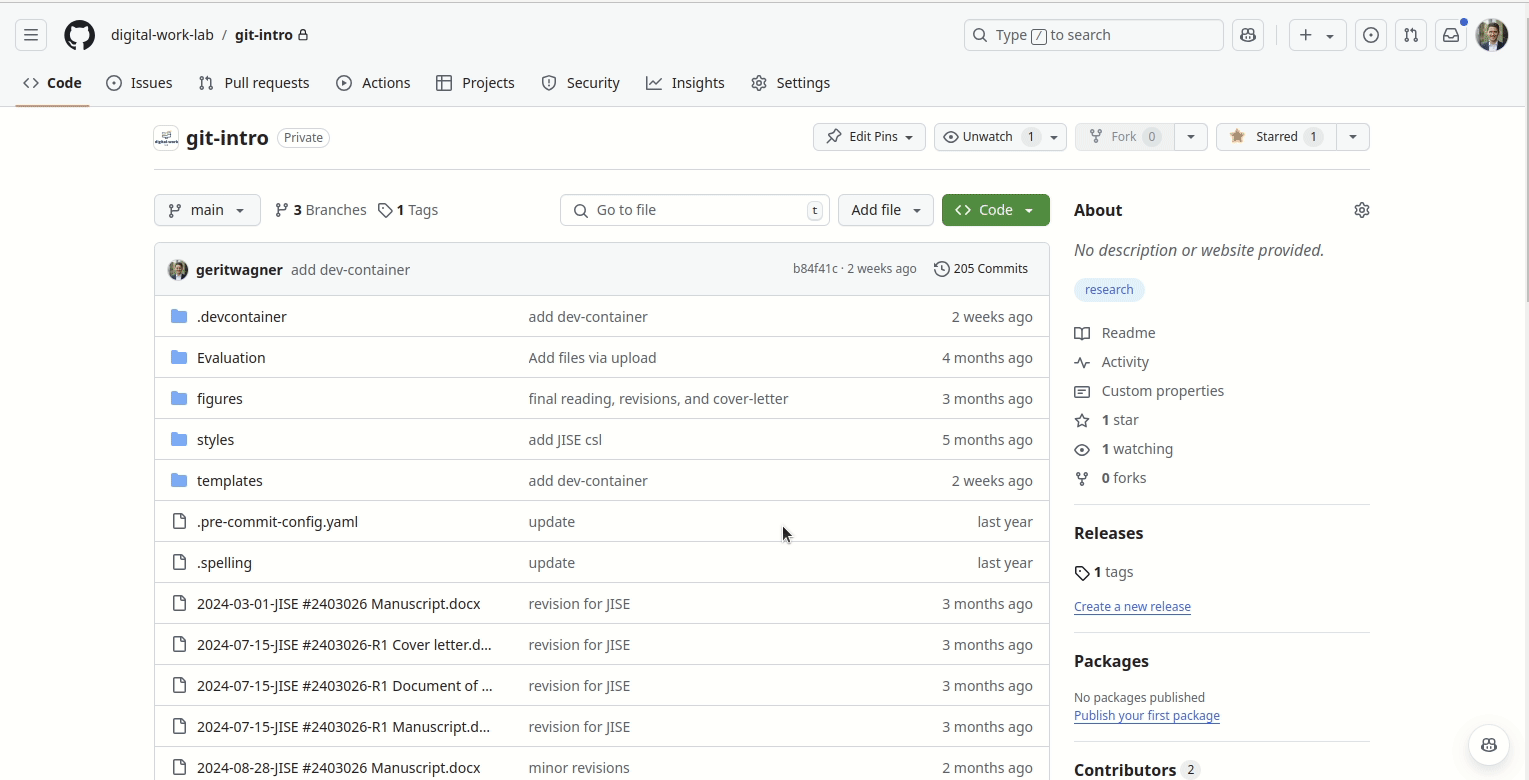 digital-work-lab / git-intro
Type / to search
Code
Issues
Pull requests
Actions
Projects
Security
Insights
Settings
git-intro Private
Edit Pins
Unwatch 1
Fork 0
Starred 1
main
3 Branches
1 Tags
Go to file t
Add file
Code
geritwagner add dev-container b84f41c · 2 weeks ago 205 Commits
.devcontainer add dev-container 2 weeks ago
Evaluation Add files via upload 4 months ago
figures final reading, revisions, and cover-letter 3 months ago
styles add JISE csl 5 months ago
templates add dev-container 2 weeks ago
.pre-commit-config.yaml update last year
.spelling update last year
2024-03-01-JISE #2403026 Manuscript.docx revision for JISE 3 months ago
2024-07-15-JISE #2403026-R1 Cover letter.d... revision for JISE 3 months ago
2024-07-15-JISE #2403026-R1 Document of ... revision for JISE 3 months ago
2024-07-15-JISE #2403026-R1 Manuscript.d... revision for JISE 3 months ago
2024-08-28-JISE #2403026 Manuscript.docx minor revisions 2 months ago
About
No description or website provided.
research
Readme
Activity
Custom properties
1 star
1 watching
0 forks
Releases
1 tags
Create a new release
Packages
No packages published
Publish your first package
Contributors 2